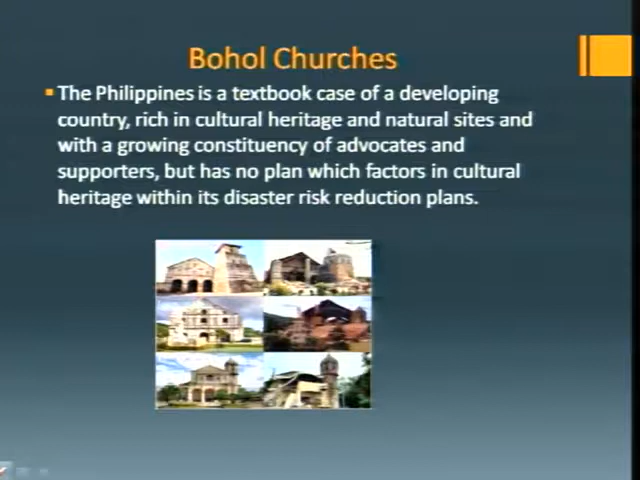 Bohol Churches
The Philippines is a textbook case of a developing
country, rich in cultural heritage and natural sites and
with a growing constituency of advocates and
supporters, but has no plan which factors in cultural
heritage within its disaster risk reduction plans.